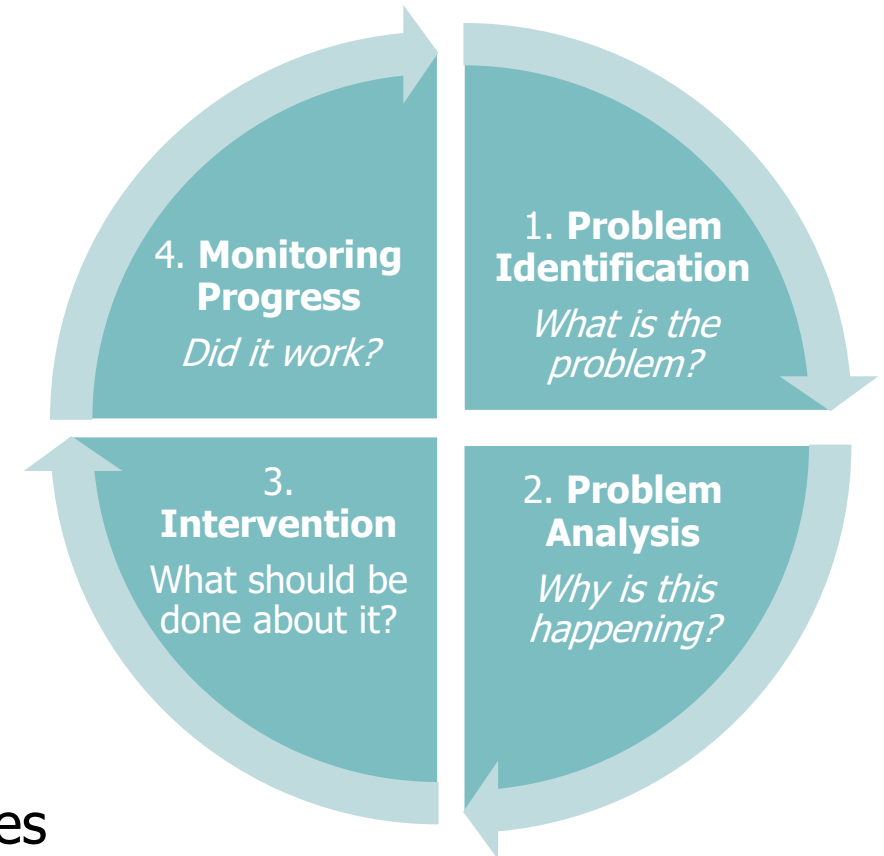 1. Problem
Identification
What is the
problem?
2. Problem
Analysis
Why is this
happening?
3.
Intervention
What should be
done about it?
4. Monitoring
Progress
Did it work?
es